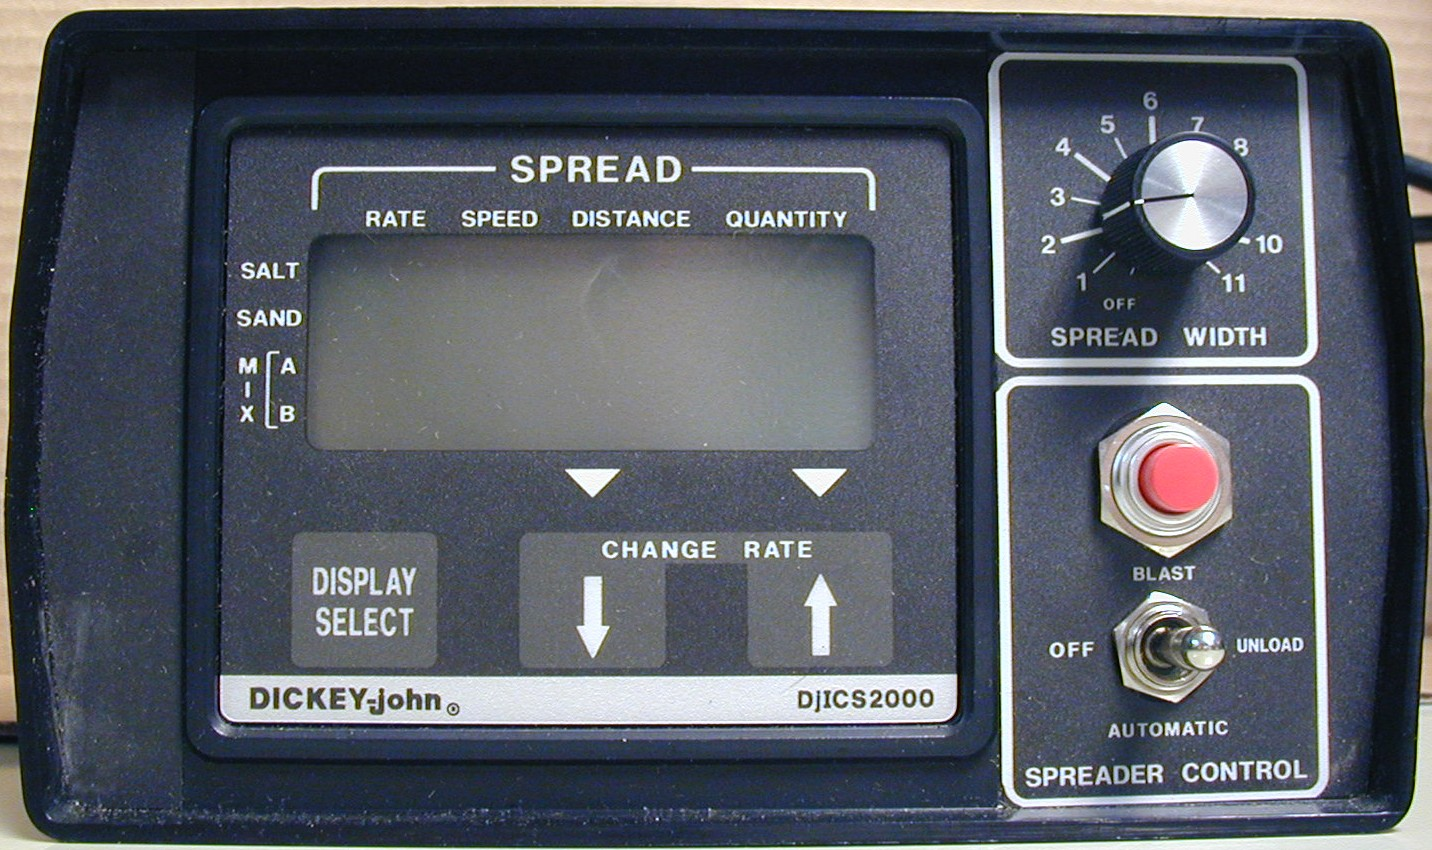 SPREAD
RATE SPEED DISTANCE QUANTITY
SALT
SAND
MIX
A
B
CHANGE RATE
DISPLAY
SELECT
DICKEY-john®
DjICS2000
6
5
7
4
8
3
2
10
1
11
OFF
SPREAD WIDTH
BLAST
OFF
UNLOAD
AUTOMATIC
SPREADER CONTROL